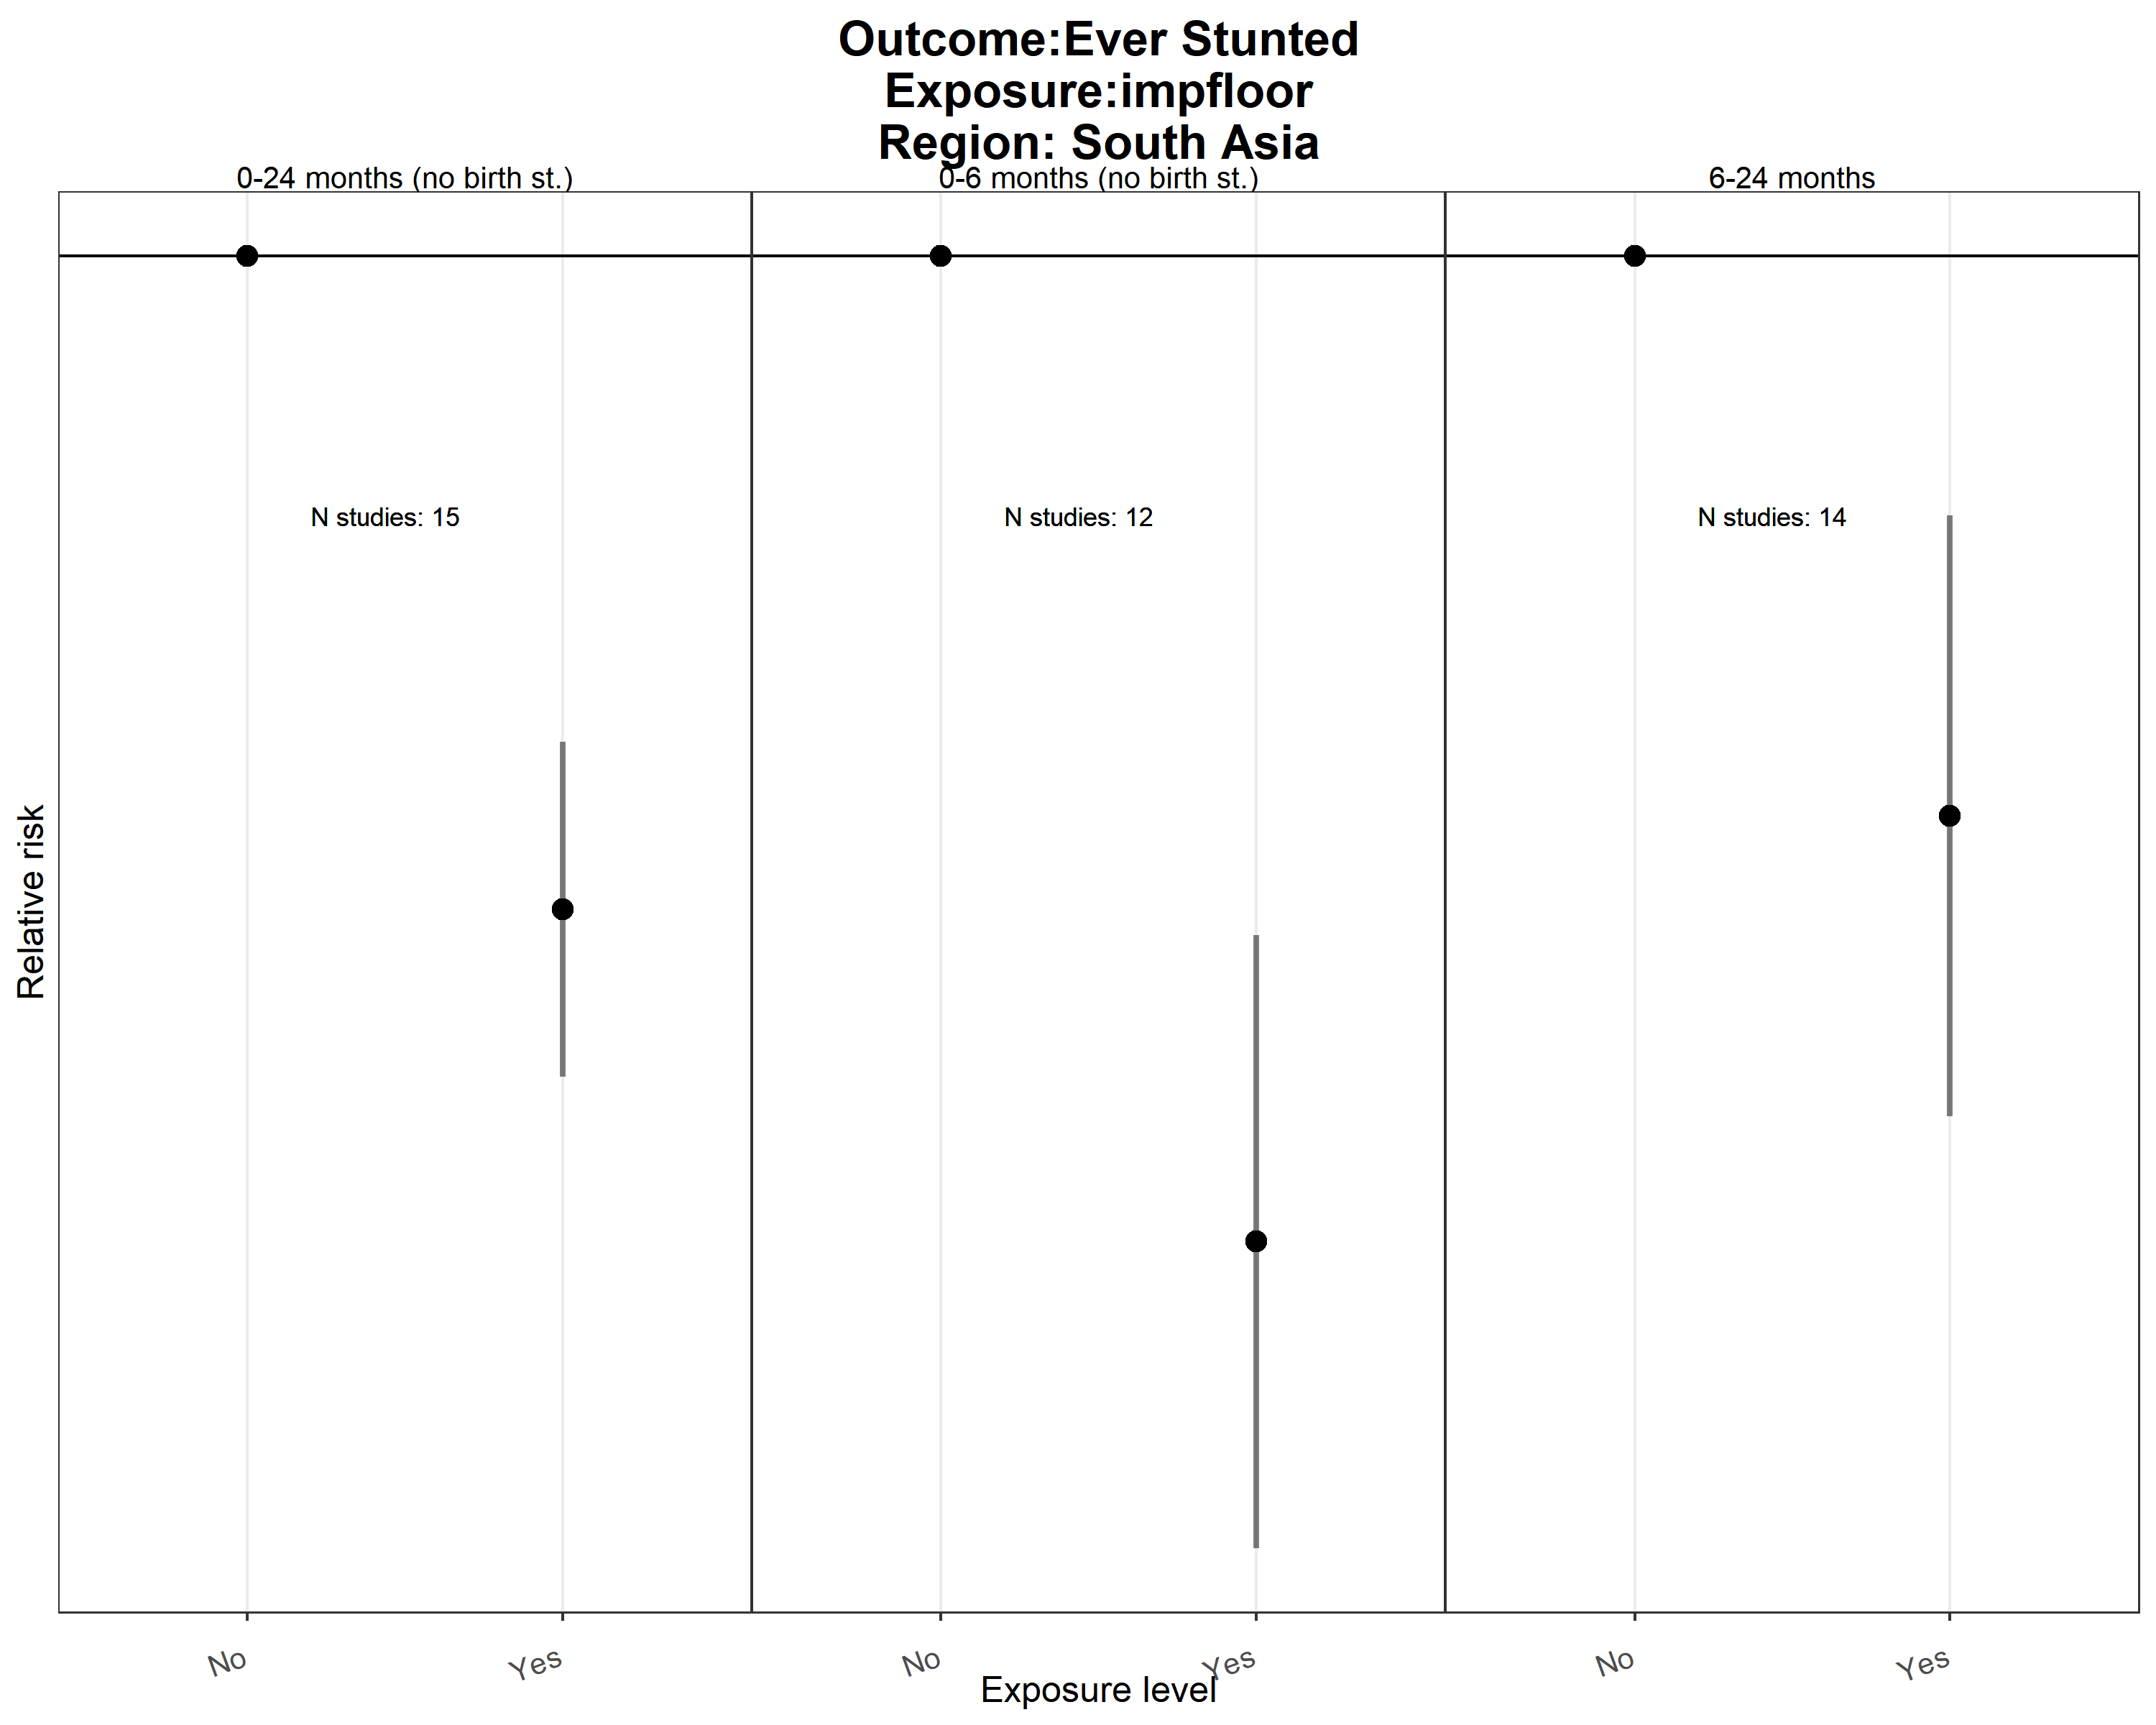 Outcome:Ever Stunted
Exposure:impfloor
Region: South Asia
0-24 months (no birth st.)
0-6 months (no birth st.)
6-24 months
N studies: 15
N studies: 12
N studies: 14
Relative risk
No
Yes
No
Yes
No
Yes
Exposure level